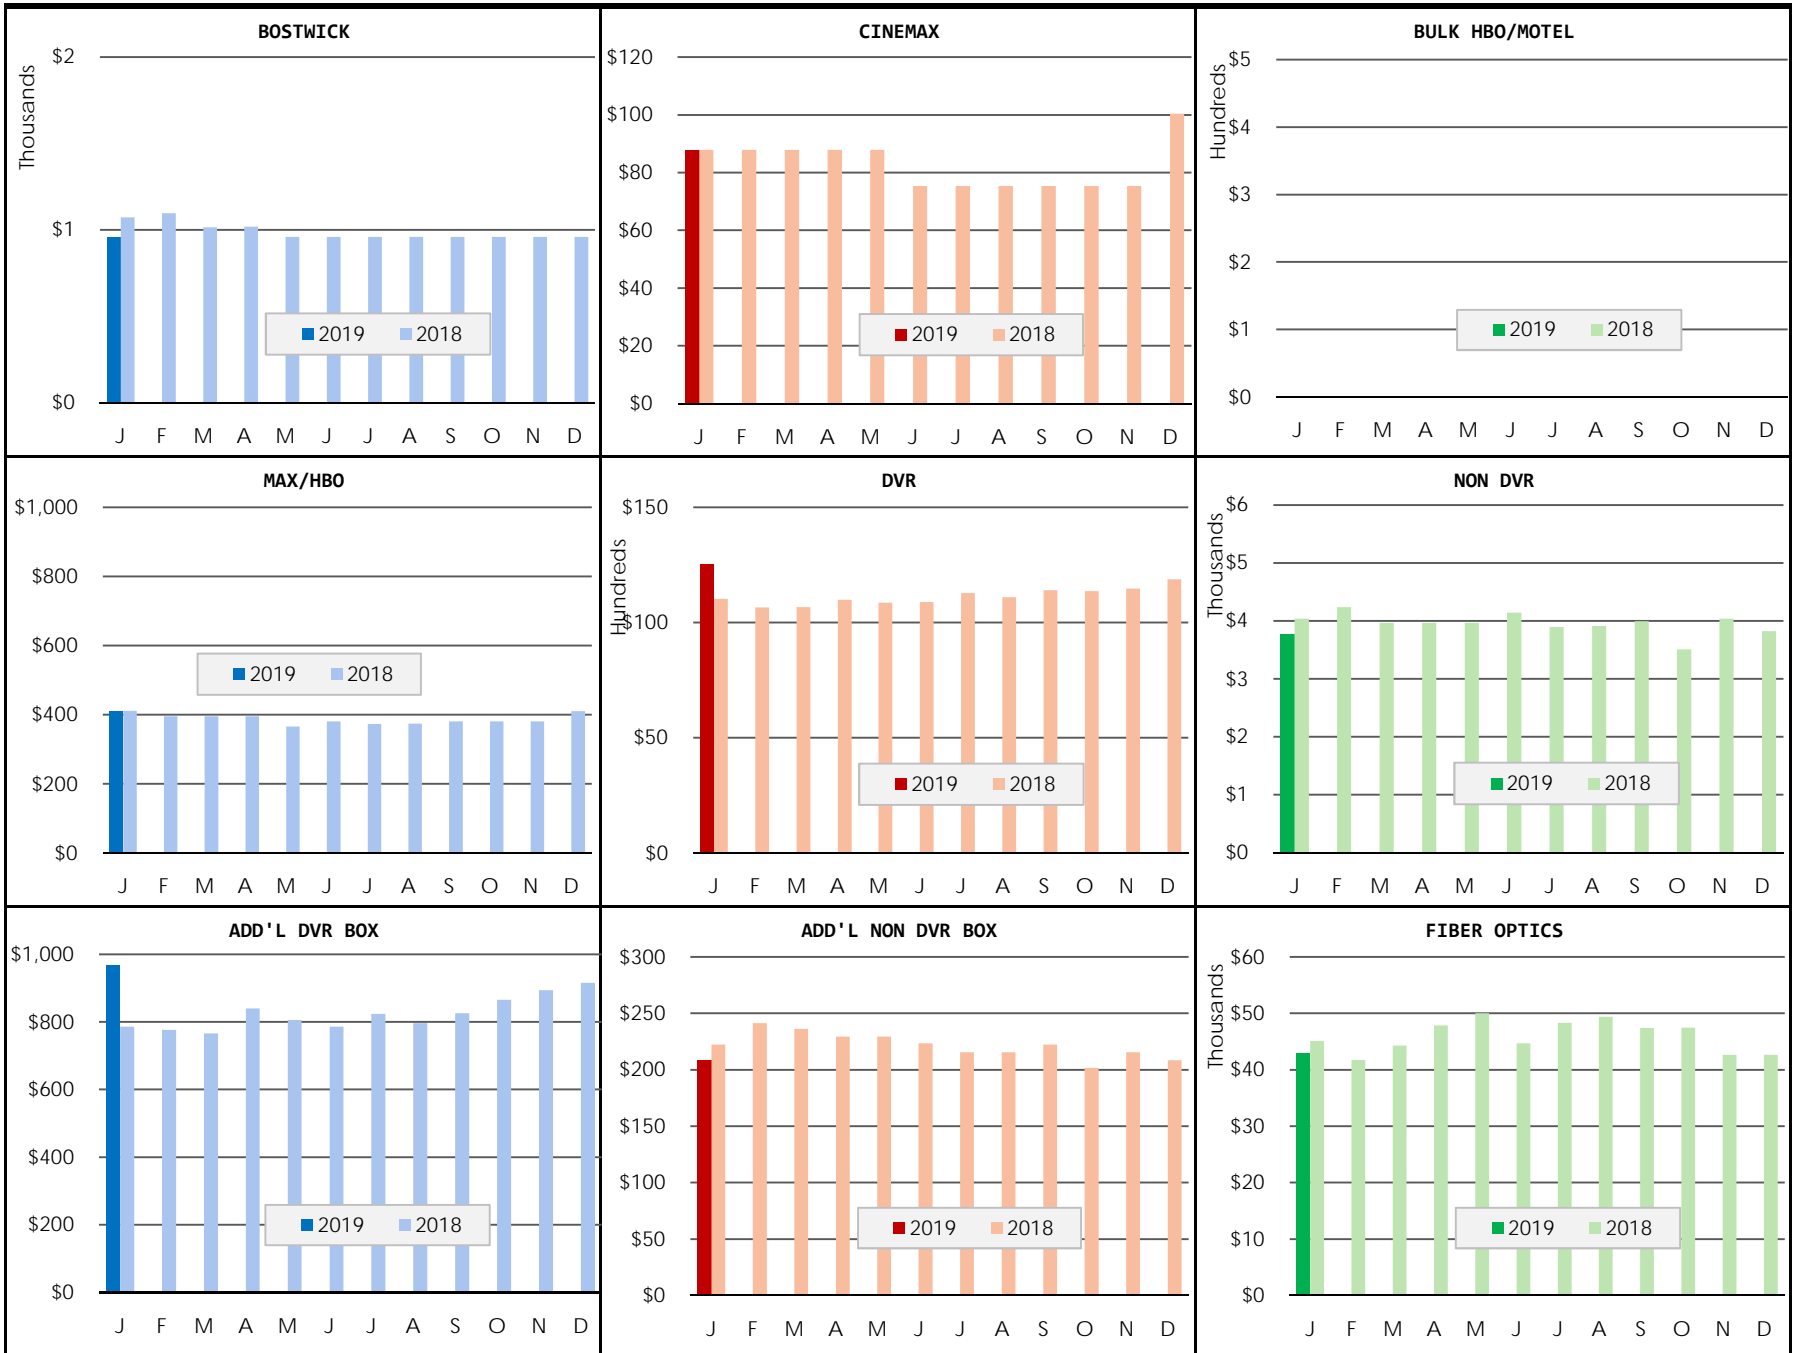 BOSTWICK
Thousands
$2
$1
$0
J F M A M J J A S O N D
2019 2018
CINEMAX
$120
$100
$80
$60
$40
$20
$0
J F M A M J J A S O N D
2019 2018
BULK HBO/MOTEL
Hundreds
$5
$4
$3
$2
$1
$0
J F M A M J J A S O N D
2019 2018
MAX/HBO
$1,000
$800
$600
$400
$200
$0
J F M A M J J A S O N D
2019 2018
DVR
Hundreds
$150
$100
$50
$0
J F M A M J J A S O N D
2019 2018
NON DVR
Thousands
$6
$5
$4
$3
$2
$1
$0
J F M A M J J A S O N D
2019 2018
ADD'L DVR BOX
$1,000
$800
$600
$400
$200
$0
J F M A M J J A S O N D
2019 2018
ADD'L NON DVR BOX
$300
$250
$200
$150
$100
$50
$0
J F M A M J J A S O N D
2019 2018
FIBER OPTICS
Thousands
$60
$50
$40
$30
$20
$10
$0
J F M A M J J A S O N D
2019 2018